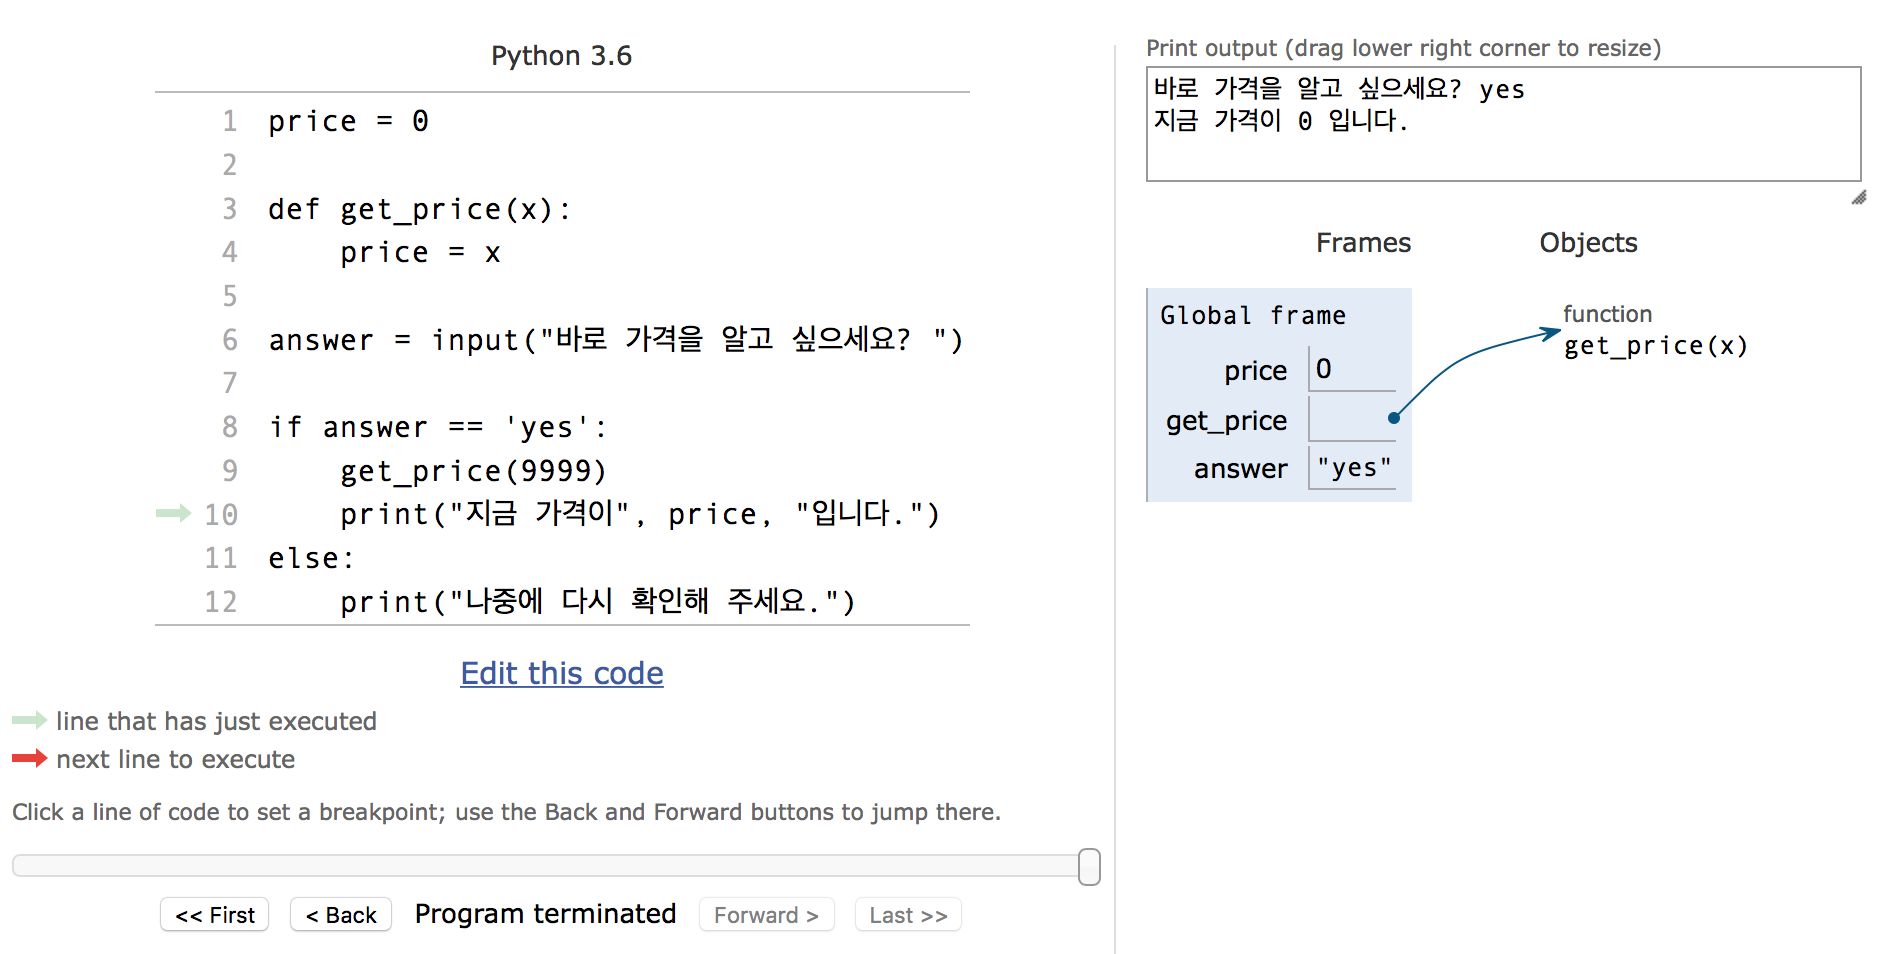 Python 3.6
1 price = 0
2
3 def get_price(x):
4     price = x
5
6 answer = input("바로 가격을 알고 싶으세요? ")
7
8 if answer == 'yes':
9     get_price(9999)
10     print("지금 가격이", price, "입니다.")
11 else:
12     print("나중에 다시 확인해 주세요.")
Edit this code
line that has just executed
next line to execute
Click a line of code to set a breakpoint; use the Back and Forward buttons to jump there.
<< First < Back Program terminated Forward > Last >>
Print output (drag lower right corner to resize)
바로 가격을 알고 싶으세요? yes
지금 가격이 0 입니다.
Frames Objects
Global frame
price 0
get_price
answer "yes"
function
get_price(x)